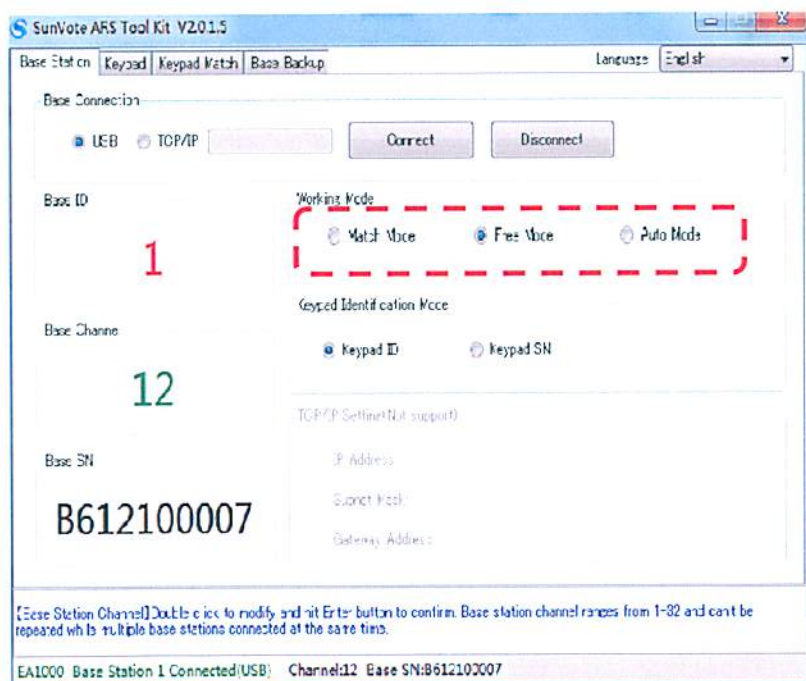 SunVote ARS Tool Kit V2.0.1.5
Base Station Keypad Keypad Match Base Backup Language English
Base Connection
USB TCP/IP Connect Disconnect
Base ID Working Mode
Match Mode Free Mode Auto Mode
1
Keypad Identification Mode
Base Channel
Keypad ID Keypad SN
12
TCP/IP Setting(Not support)
Base SN IP Address
Subnet Mask
B612100007
Gateway Address
[Base Station Channel]Double click to modify and hit Enter button to confirm. Base station channel ranges from 1-32 and can't be
repeated while multiple base stations connected at the same time.
EA1000 Base Station 1 Connected(USB) Channel:12 Base SN:B612100007